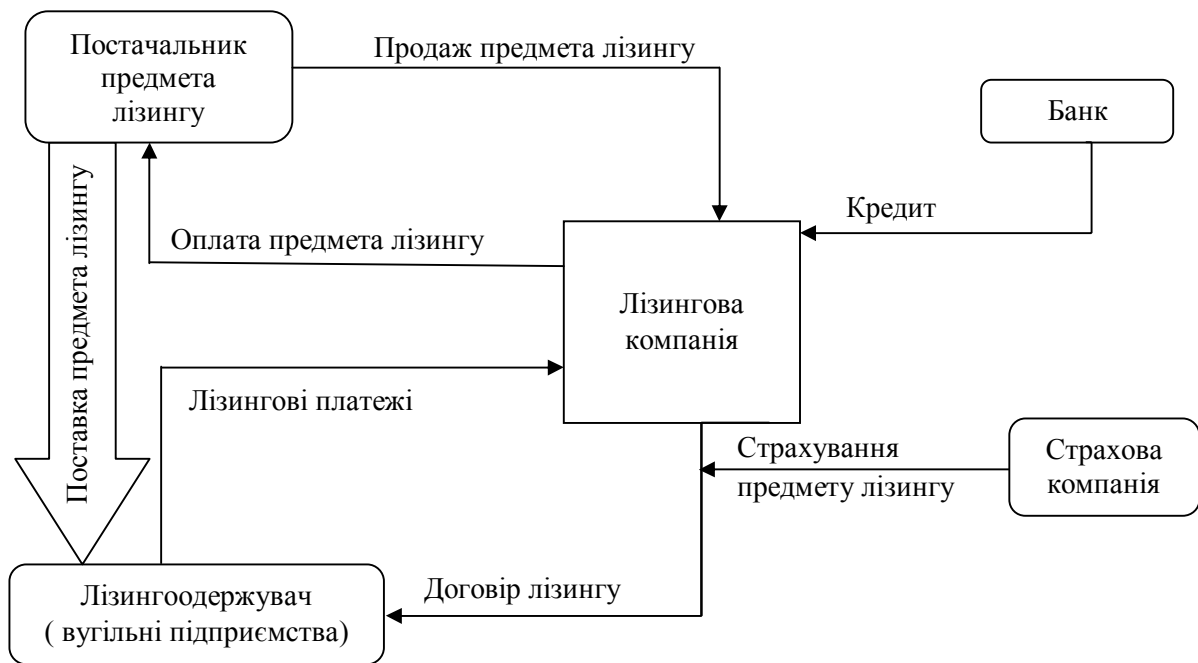 Постачальник
предмета
лізингу
Продаж предмета лізингу
Банк
Кредит
Оплата предмета лізингу
Поставка предмета лізингу
Лізингова
компанія
Лізингові платежі
Страхування
предмету лізингу
Страхова
компанія
Договір лізингу
Лізингоодержувач
( вугільні підприємства)